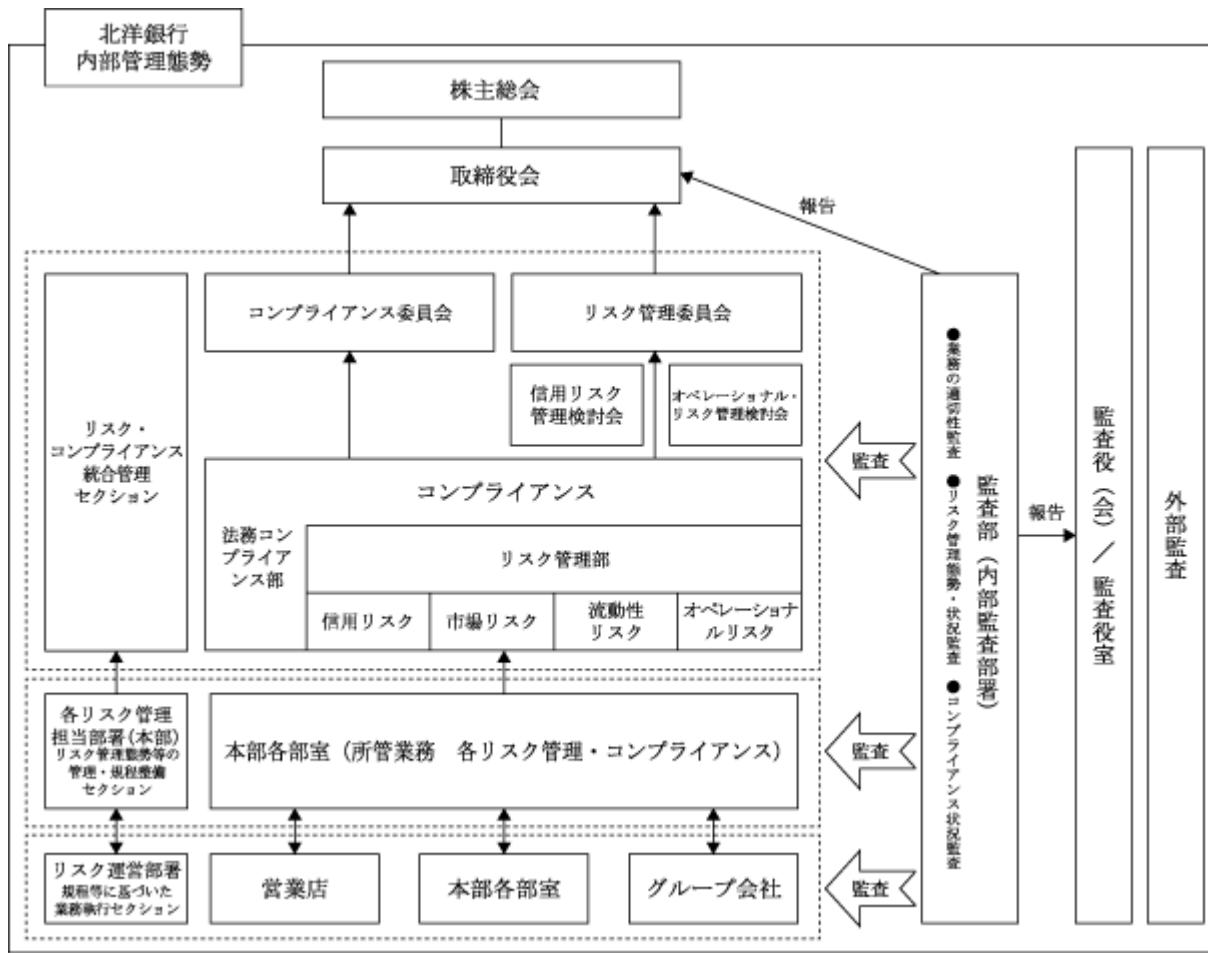 北洋銀行
内部管理態勢
株主総会
取締役会
報告
コンプライアンス委員会
リスク管理委員会
信用リスク
管理検討会
オペレーショナル・
リスク管理検討会
リスク・
コンプライアンス
統合管理
セクション
コンプライアンス
法務コン
プライア
ンス部
リスク管理部
信用リスク
市場リスク
流動性
リスク
オペレーショナ
ルリスク
監査
各リスク管理
担当部署(本部)
リスク管理態勢等の
管理・規程整備
セクション
本部各部室（所管業務　各リスク管理・コンプライアンス）
監査
リスク運営部署
規程等に基づいた
業務執行セクション
営業店
本部各部室
グループ会社
監査
●業務の適切性監査　●リスク管理態勢・状況監査　●コンプライアンス状況監査
監査部（内部監査部署）
報告
監査役（会）／監査役室
外部監査